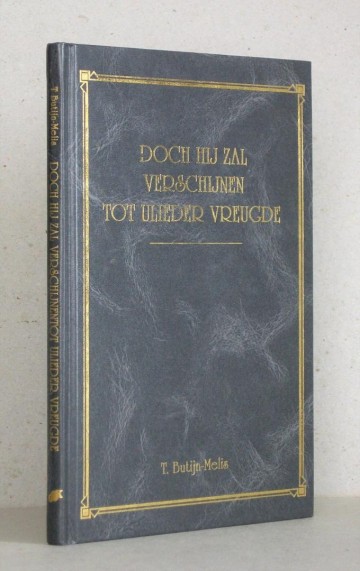 DOCH HIJ ZAL
VERSCHIJNEN
TOT ULIEDER VREUGDE
T. Butijn-Melis
T. Butijn-Melis DOCH HIJ ZAL VERSCHIJNEN TOT ULIEDER VREUGDE